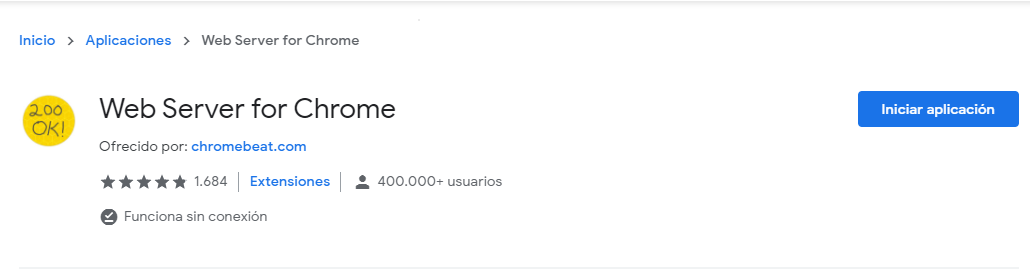 Inicio > Aplicaciones > Web Server for Chrome
200 OK!
Web Server for Chrome
Iniciar aplicación
Ofrecido por: chromebeat.com
1.684 | Extensiones | 400.000+ usuarios
Funciona sin conexión